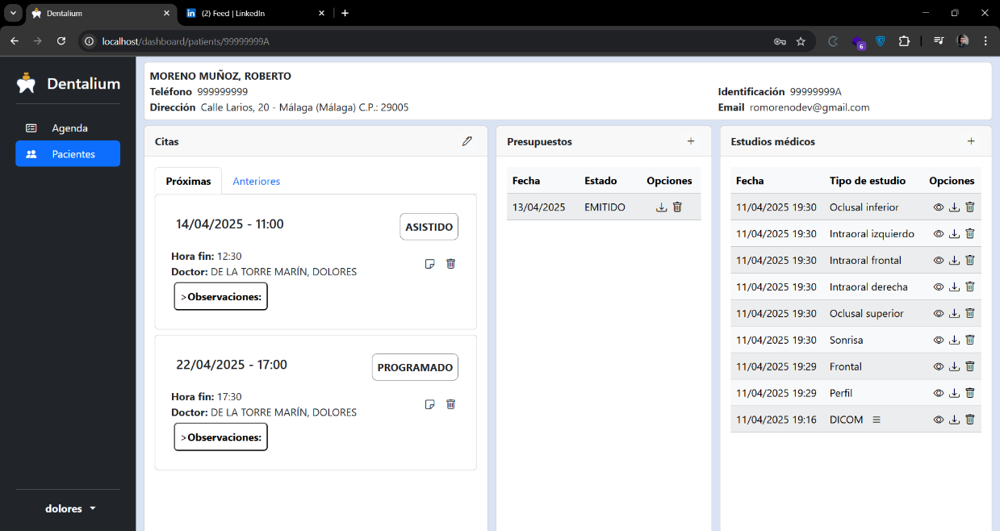 Dentalium
(2) Feed | LinkedIn
localhost/dashboard/patients/99999999A
6
Dentalium
Agenda
Pacientes
dolores
MORENO MUÑOZ, ROBERTO
Teléfono 999999999
Dirección Calle Larios, 20 - Málaga (Málaga) C.P.: 29005
Identificación 99999999A
Email romorenodev@gmail.com
Citas
Próximas Anteriores
14/04/2025 - 11:00 ASISTIDO
Hora fin: 12:30
Doctor: DE LA TORRE MARÍN, DOLORES
>Observaciones:
22/04/2025 - 17:00 PROGRAMADO
Hora fin: 17:30
Doctor: DE LA TORRE MARÍN, DOLORES
>Observaciones:
Presupuestos +
Fecha Estado Opciones
13/04/2025 EMITIDO
Estudios médicos +
Fecha Tipo de estudio Opciones
11/04/2025 19:30 Oclusal inferior
11/04/2025 19:30 Intraoral izquierdo
11/04/2025 19:30 Intraoral frontal
11/04/2025 19:30 Intraoral derecha
11/04/2025 19:30 Oclusal superior
11/04/2025 19:30 Sonrisa
11/04/2025 19:29 Frontal
11/04/2025 19:29 Perfil
11/04/2025 19:16 DICOM